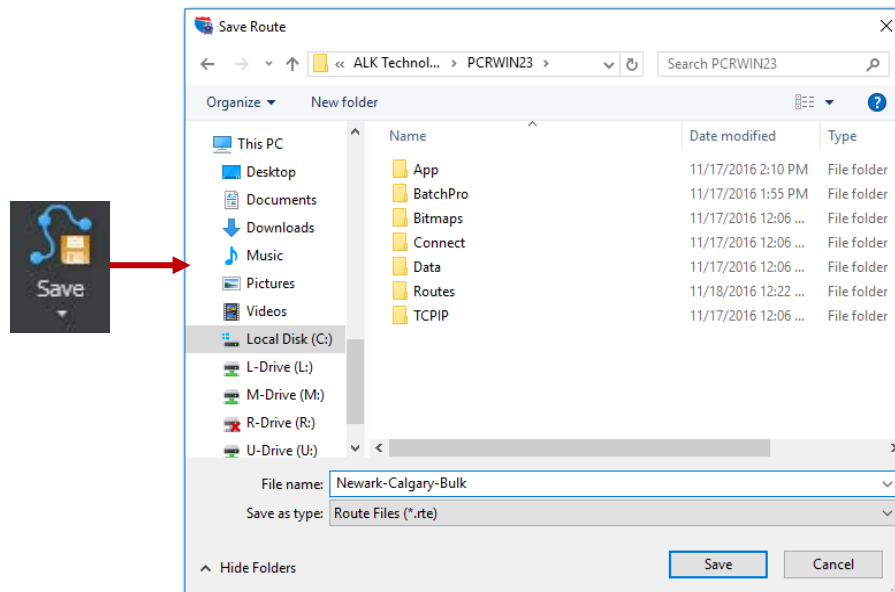 Save Route
« ALK Technol... > PCRWIN23 >
Search PCRWIN23
Organize
New folder
Name
Date modified
Type
This PC
Desktop
Documents
Downloads
Music
Pictures
Videos
Local Disk (C:)
L-Drive (L:)
M-Drive (M:)
R-Drive (R:)
U-Drive (U:)
App 11/17/2016 2:10 PM File folder
BatchPro 11/17/2016 1:55 PM File folder
Bitmaps 11/17/2016 12:06 ... File folder
Connect 11/17/2016 12:06 ... File folder
Data 11/17/2016 12:06 ... File folder
Routes 11/18/2016 12:22 ... File folder
TCPIP 11/17/2016 12:06 ... File folder
Save
File name: Newark-Calgary-Bulk
Save as type: Route Files (*.rte)
Hide Folders
Save
Cancel